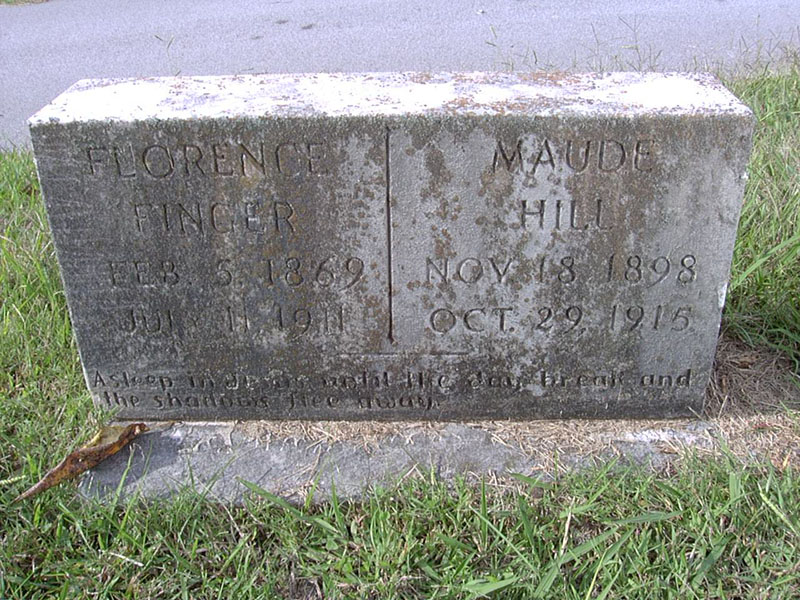 FLORENCE
FINGER
FEB. 5, 1869
JULY 11, 1911
MAUDE
HILL
NOV. 18, 1898
OCT. 29, 1915
Asleep in Jesus until the day break and
the shadows flee away.